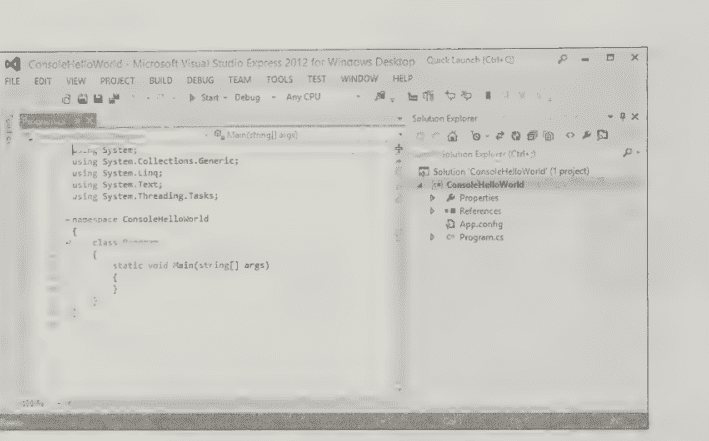 ConsoleHelloWorld - Microsoft Visual Studio Express 2012 for Windows Desktop Quick Launch (Ctrl+Q)
FILE EDIT VIEW PROJECT BUILD DEBUG TEAM TOOLS TEST WINDOW HELP
Start Debug Any CPU
Solution Explorer
Main(string[] args)
System;
using System.Collections.Generic;
using System.Linq;
using System.Text;
using System.Threading.Tasks;
namespace ConsoleHelloWorld
{
class
{
static void Main(string[] args)
{
}
}
}
Solution Explorer (Ctrl+;)
Solution 'ConsoleHelloWorld' (1 project)
C# ConsoleHelloWorld
Properties
References
App.config
C# Program.cs